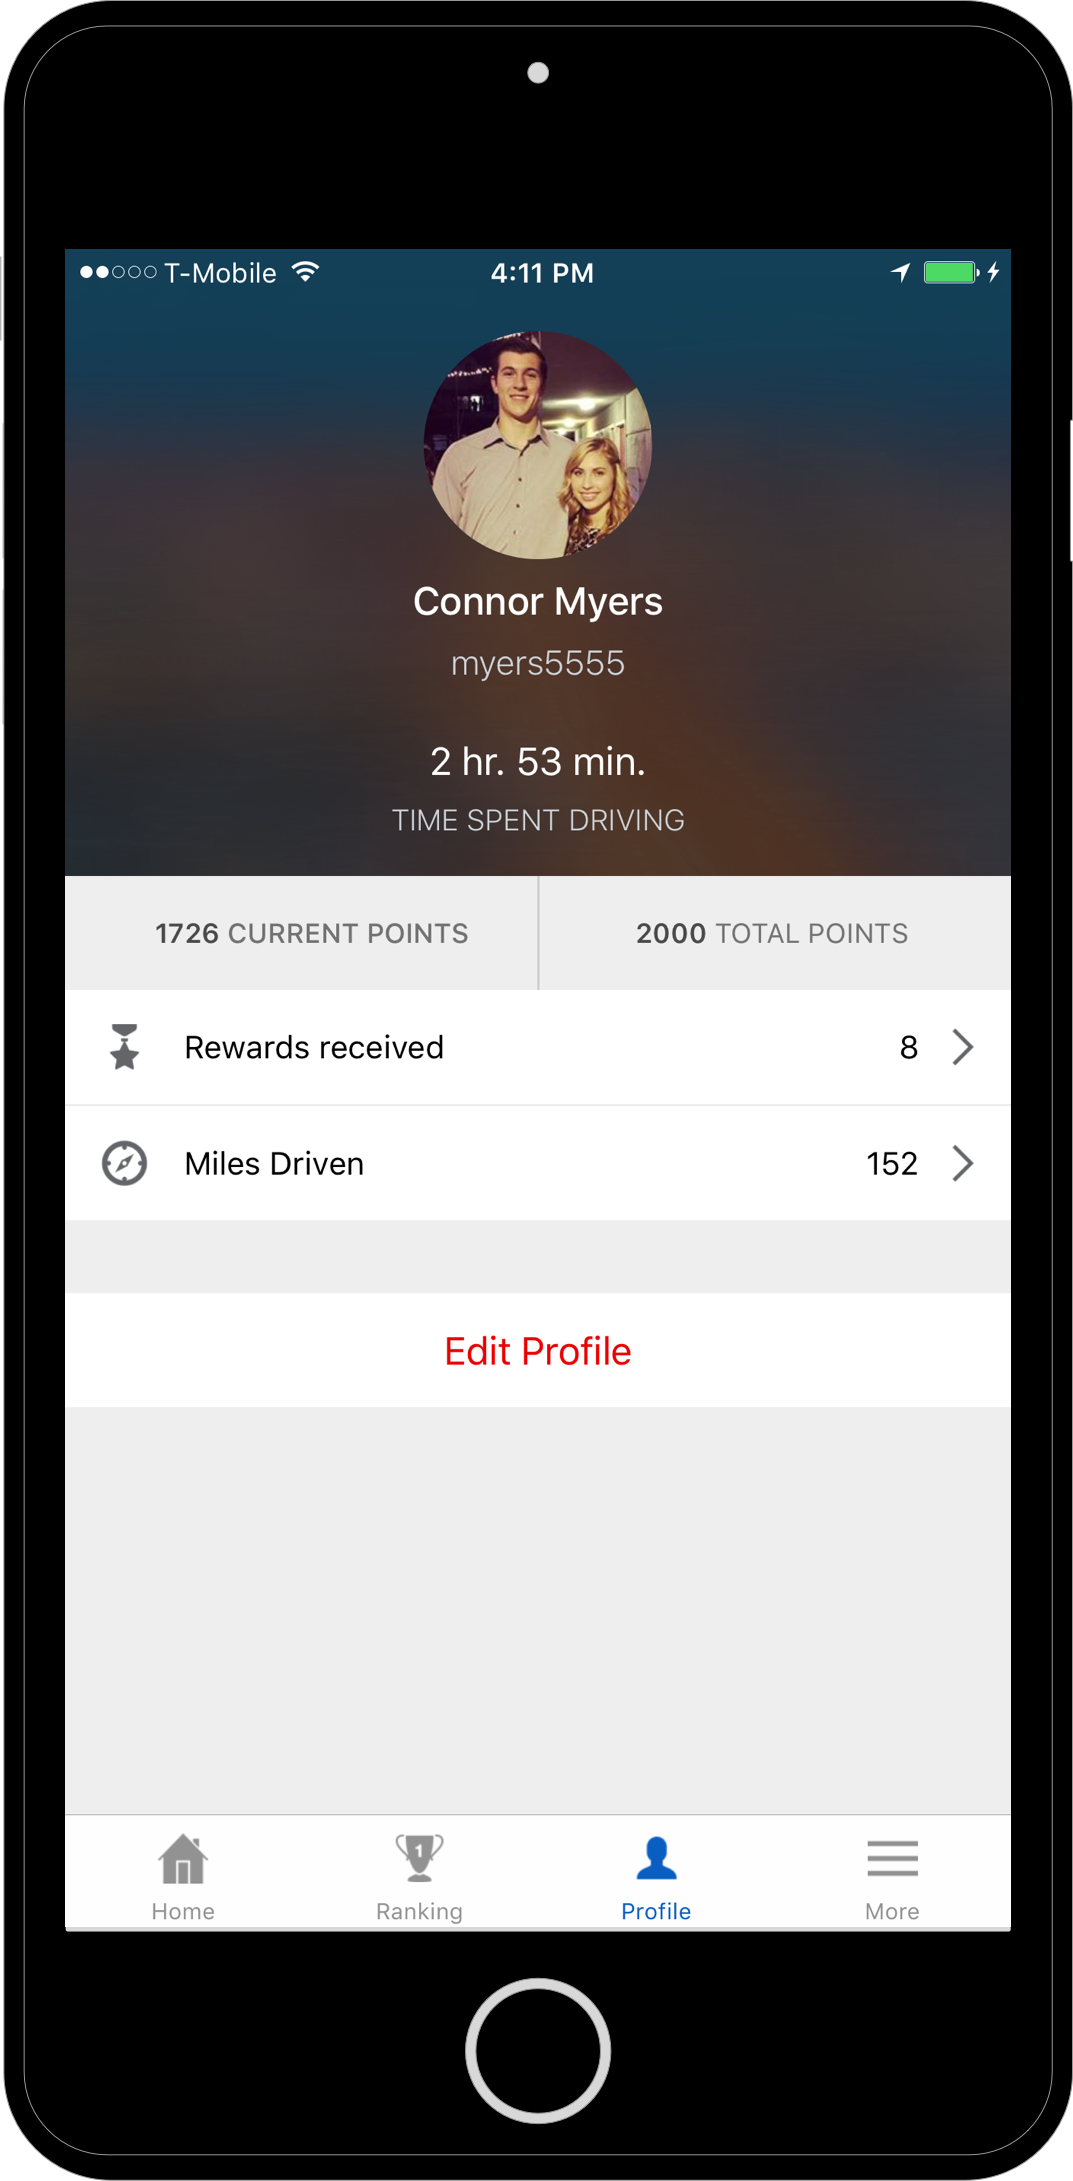 T-Mobile 4:11 PM
Connor Myers
myers5555
2 hr. 53 min.
TIME SPENT DRIVING
1726 CURRENT POINTS 2000 TOTAL POINTS
Rewards received 8
Miles Driven 152
Edit Profile
1
Home Ranking Profile More